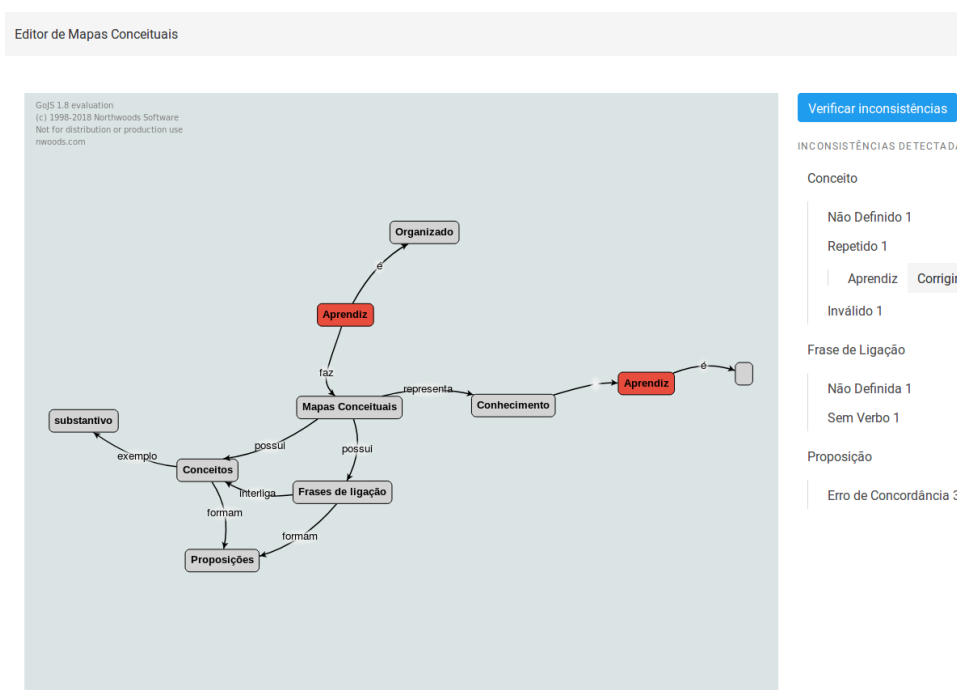 Editor de Mapas Conceituais
GoJS 1.8 evaluation
(c) 1998-2018 Northwoods Software
Not for distribution or production use
nwoods.com
Organizado
é
Aprendiz
faz
Mapas Conceituais
representa
Conhecimento
Aprendiz
é
substantivo
exemplo
possui
possui
Conceitos
interliga
Frases de ligação
formam
formam
Proposições
Verificar inconsistências
INCONSISTÊNCIAS DETECTADA
Conceito
Não Definido 1
Repetido 1
Aprendiz Corrigir
Inválido 1
Frase de Ligação
Não Definida 1
Sem Verbo 1
Proposição
Erro de Concordância 3